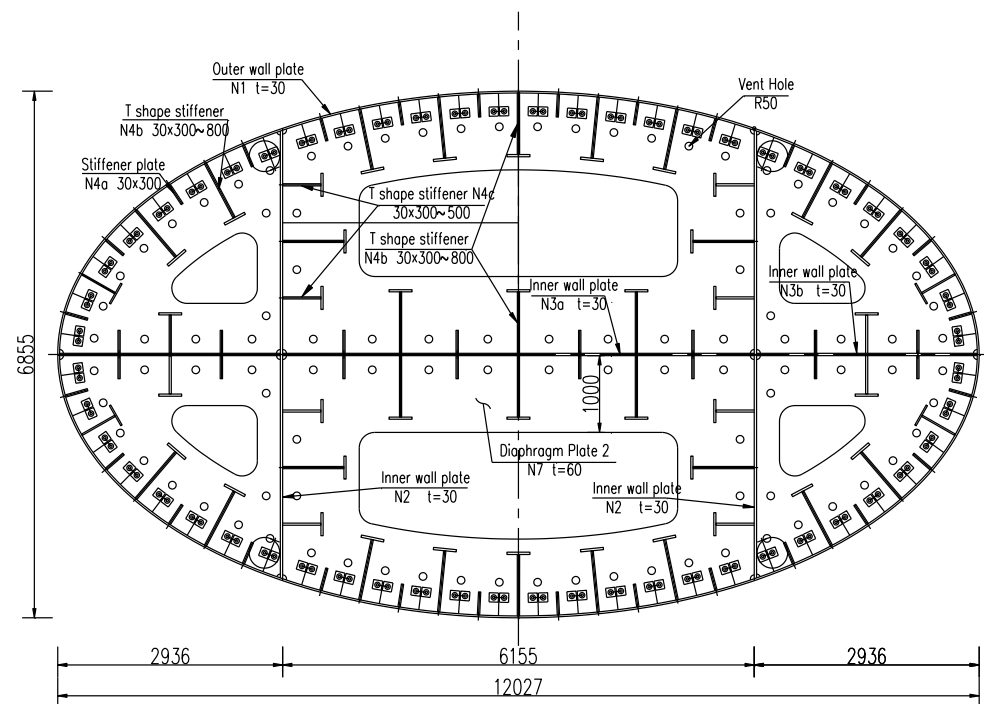 Outer wall plate
N1 t=30
Vent Hole
R50
T shape stiffener
N4b 30x300~800
Stiffener plate
N4a 30x300
T shape stiffener N4c
30x300~500
T shape stiffener
N4b 30x300~800
Inner wall plate
N3a t=30
Inner wall plate
N3b t=30
6855
1000
Diaphragm Plate 2
N7 t=60
Inner wall plate
N2 t=30
Inner wall plate
N2 t=30
2936
6155
2936
12027